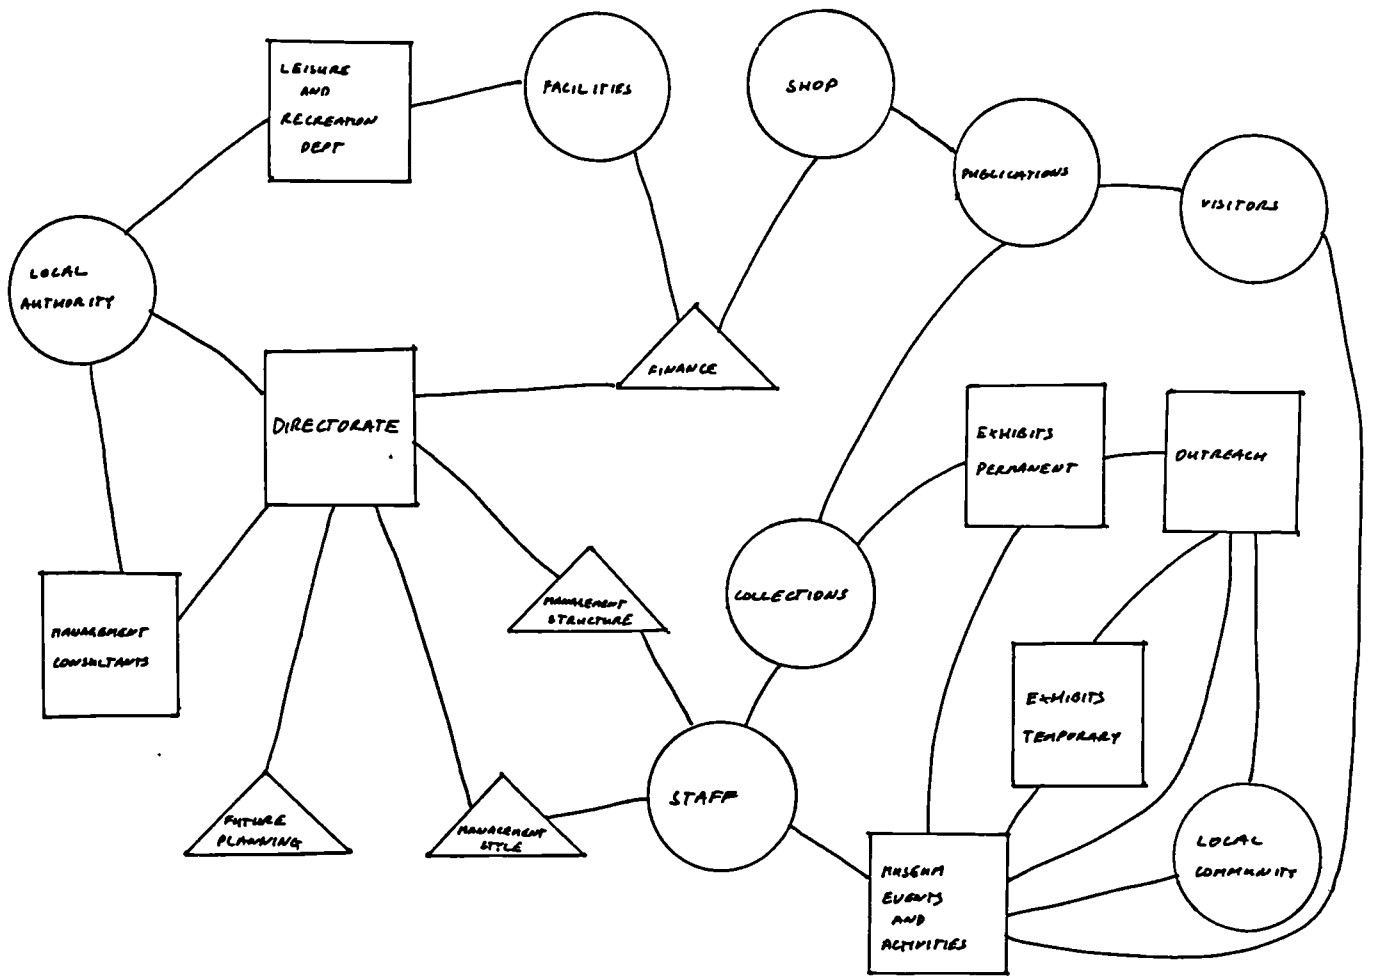 LEISURE
AND
RECREATION
DEPT
FACILITIES
SHOP
PUBLICATIONS
VISITORS
LOCAL
AUTHORITY
DIRECTORATE
FINANCE
EXHIBITS
PERMANENT
OUTREACH
MANAGEMENT
STRUCTURE
COLLECTIONS
MANAGEMENT
CONSULTANTS
EXHIBITS
TEMPORARY
STAFF
FUTURE
PLANNING
MANAGEMENT
STYLE
LOCAL
COMMUNITY
MUSEUM
EVENTS
AND
ACTIVITIES